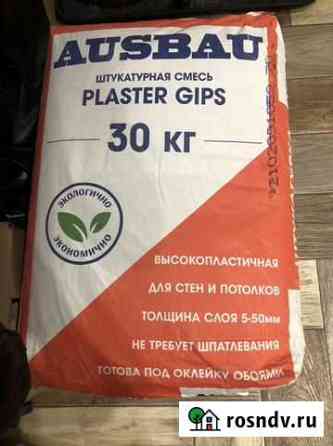 AUSBAU
ШТУКАТУРНАЯ СМЕСЬ
PLASTER GIPS
30 КГ
ЭКОЛОГИЧНО
ЭКОНОМИЧНО
ВЫСОКОПЛАСТИЧНАЯ
ДЛЯ СТЕН И ПОТОЛКОВ
ТОЛЩИНА СЛОЯ 5-50мм
НЕ ТРЕБУЕТ ШПАТЛЕВАНИЯ
ГОТОВА ПОД ОКЛЕЙКУ ОБОЯМИ
rosndv.ru